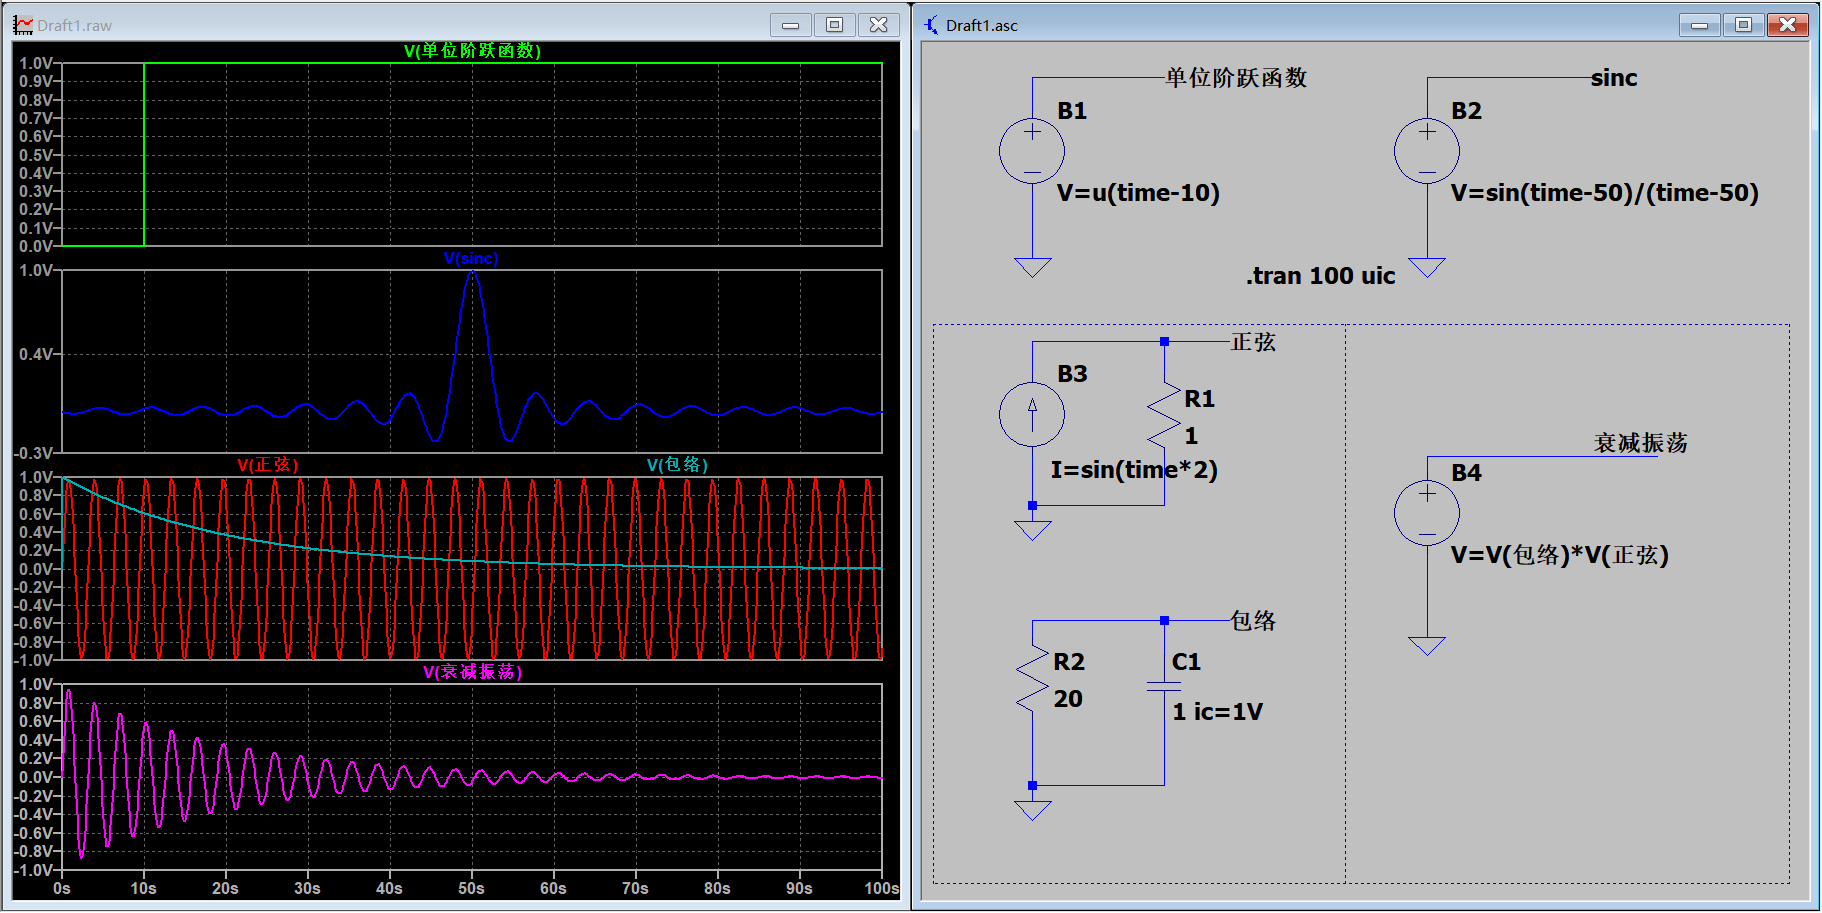 Draft1.raw
V(单位阶跃函数)
1.0V
0.9V
0.8V
0.7V
0.6V
0.5V
0.4V
0.3V
0.2V
0.1V
0.0V
V(sinc)
1.0V
0.4V
-0.3V
V(正弦) V(包络)
1.0V
0.8V
0.6V
0.4V
0.2V
0.0V
-0.2V
-0.4V
-0.6V
-0.8V
-1.0V
V(衰减振荡)
1.0V
0.8V
0.6V
0.4V
0.2V
0.0V
-0.2V
-0.4V
-0.6V
-0.8V
-1.0V
0s 10s 20s 30s 40s 50s 60s 70s 80s 90s 100s
Draft1.asc
单位阶跃函数
B1
V=u(time-10)
sinc
B2
V=sin(time-50)/(time-50)
.tran 100 uic
正弦
B3
R1
1
I=sin(time*2)
衰减振荡
B4
V=V(包络)*V(正弦)
包络
R2
20
C1
1 ic=1V